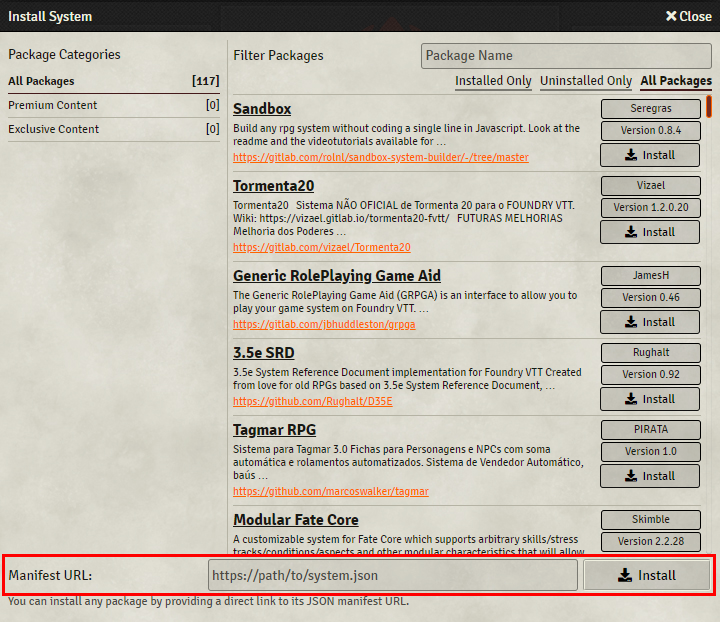 Install System
Close
Package Categories
All Packages [117]
Premium Content [0]
Exclusive Content [0]
Filter Packages
Package Name
Installed Only Uninstalled Only All Packages
Sandbox
Build any rpg system without coding a single line in Javascript. Look at the
readme and the videotutorials available for ...
https://gitlab.com/rolnl/sandbox-system-builder/-/tree/master
Seregras
Version 0.8.4
Install
Tormenta20
Tormenta20 Sistema NÃO OFICIAL de Tormenta 20 para o FOUNDRY VTT.
Wiki: https://vizael.gitlab.io/tormenta20-fvtt/ FUTURAS MELHORIAS
Melhoria dos Poderes ...
https://gitlab.com/vizael/Tormenta20
Vizael
Version 1.2.0.20
Install
Generic RolePlaying Game Aid
The Generic RolePlaying Game Aid (GRPGA) is an interface to allow you to
play your game system on Foundry VTT. ...
https://gitlab.com/jbhuddleston/grpga
JamesH
Version 0.46
Install
3.5e SRD
3.5e System Reference Document implementation for Foundry VTT Created
from love for old RPGs based on 3.5e System Reference Document, ...
https://github.com/Rughalt/D35E
Rughalt
Version 0.92
Install
Tagmar RPG
Sistema para Tagmar 3.0 Fichas para Personagens e NPCs com soma
automática e rolamentos automatizados. Sistema de Vendedor Automático,
baús ...
https://github.com/marcoswalker/tagmar
PIRATA
Version 1.0
Install
Modular Fate Core
A customizable system for Fate Core which supports arbitrary skills/stress
tracks/conditions/aspects and other modular characteristics that will allow
Skimble
Version 2.2.28
Manifest URL:
https://path/to/system.json
Install
You can install any package by providing a direct link to its JSON manifest URL.